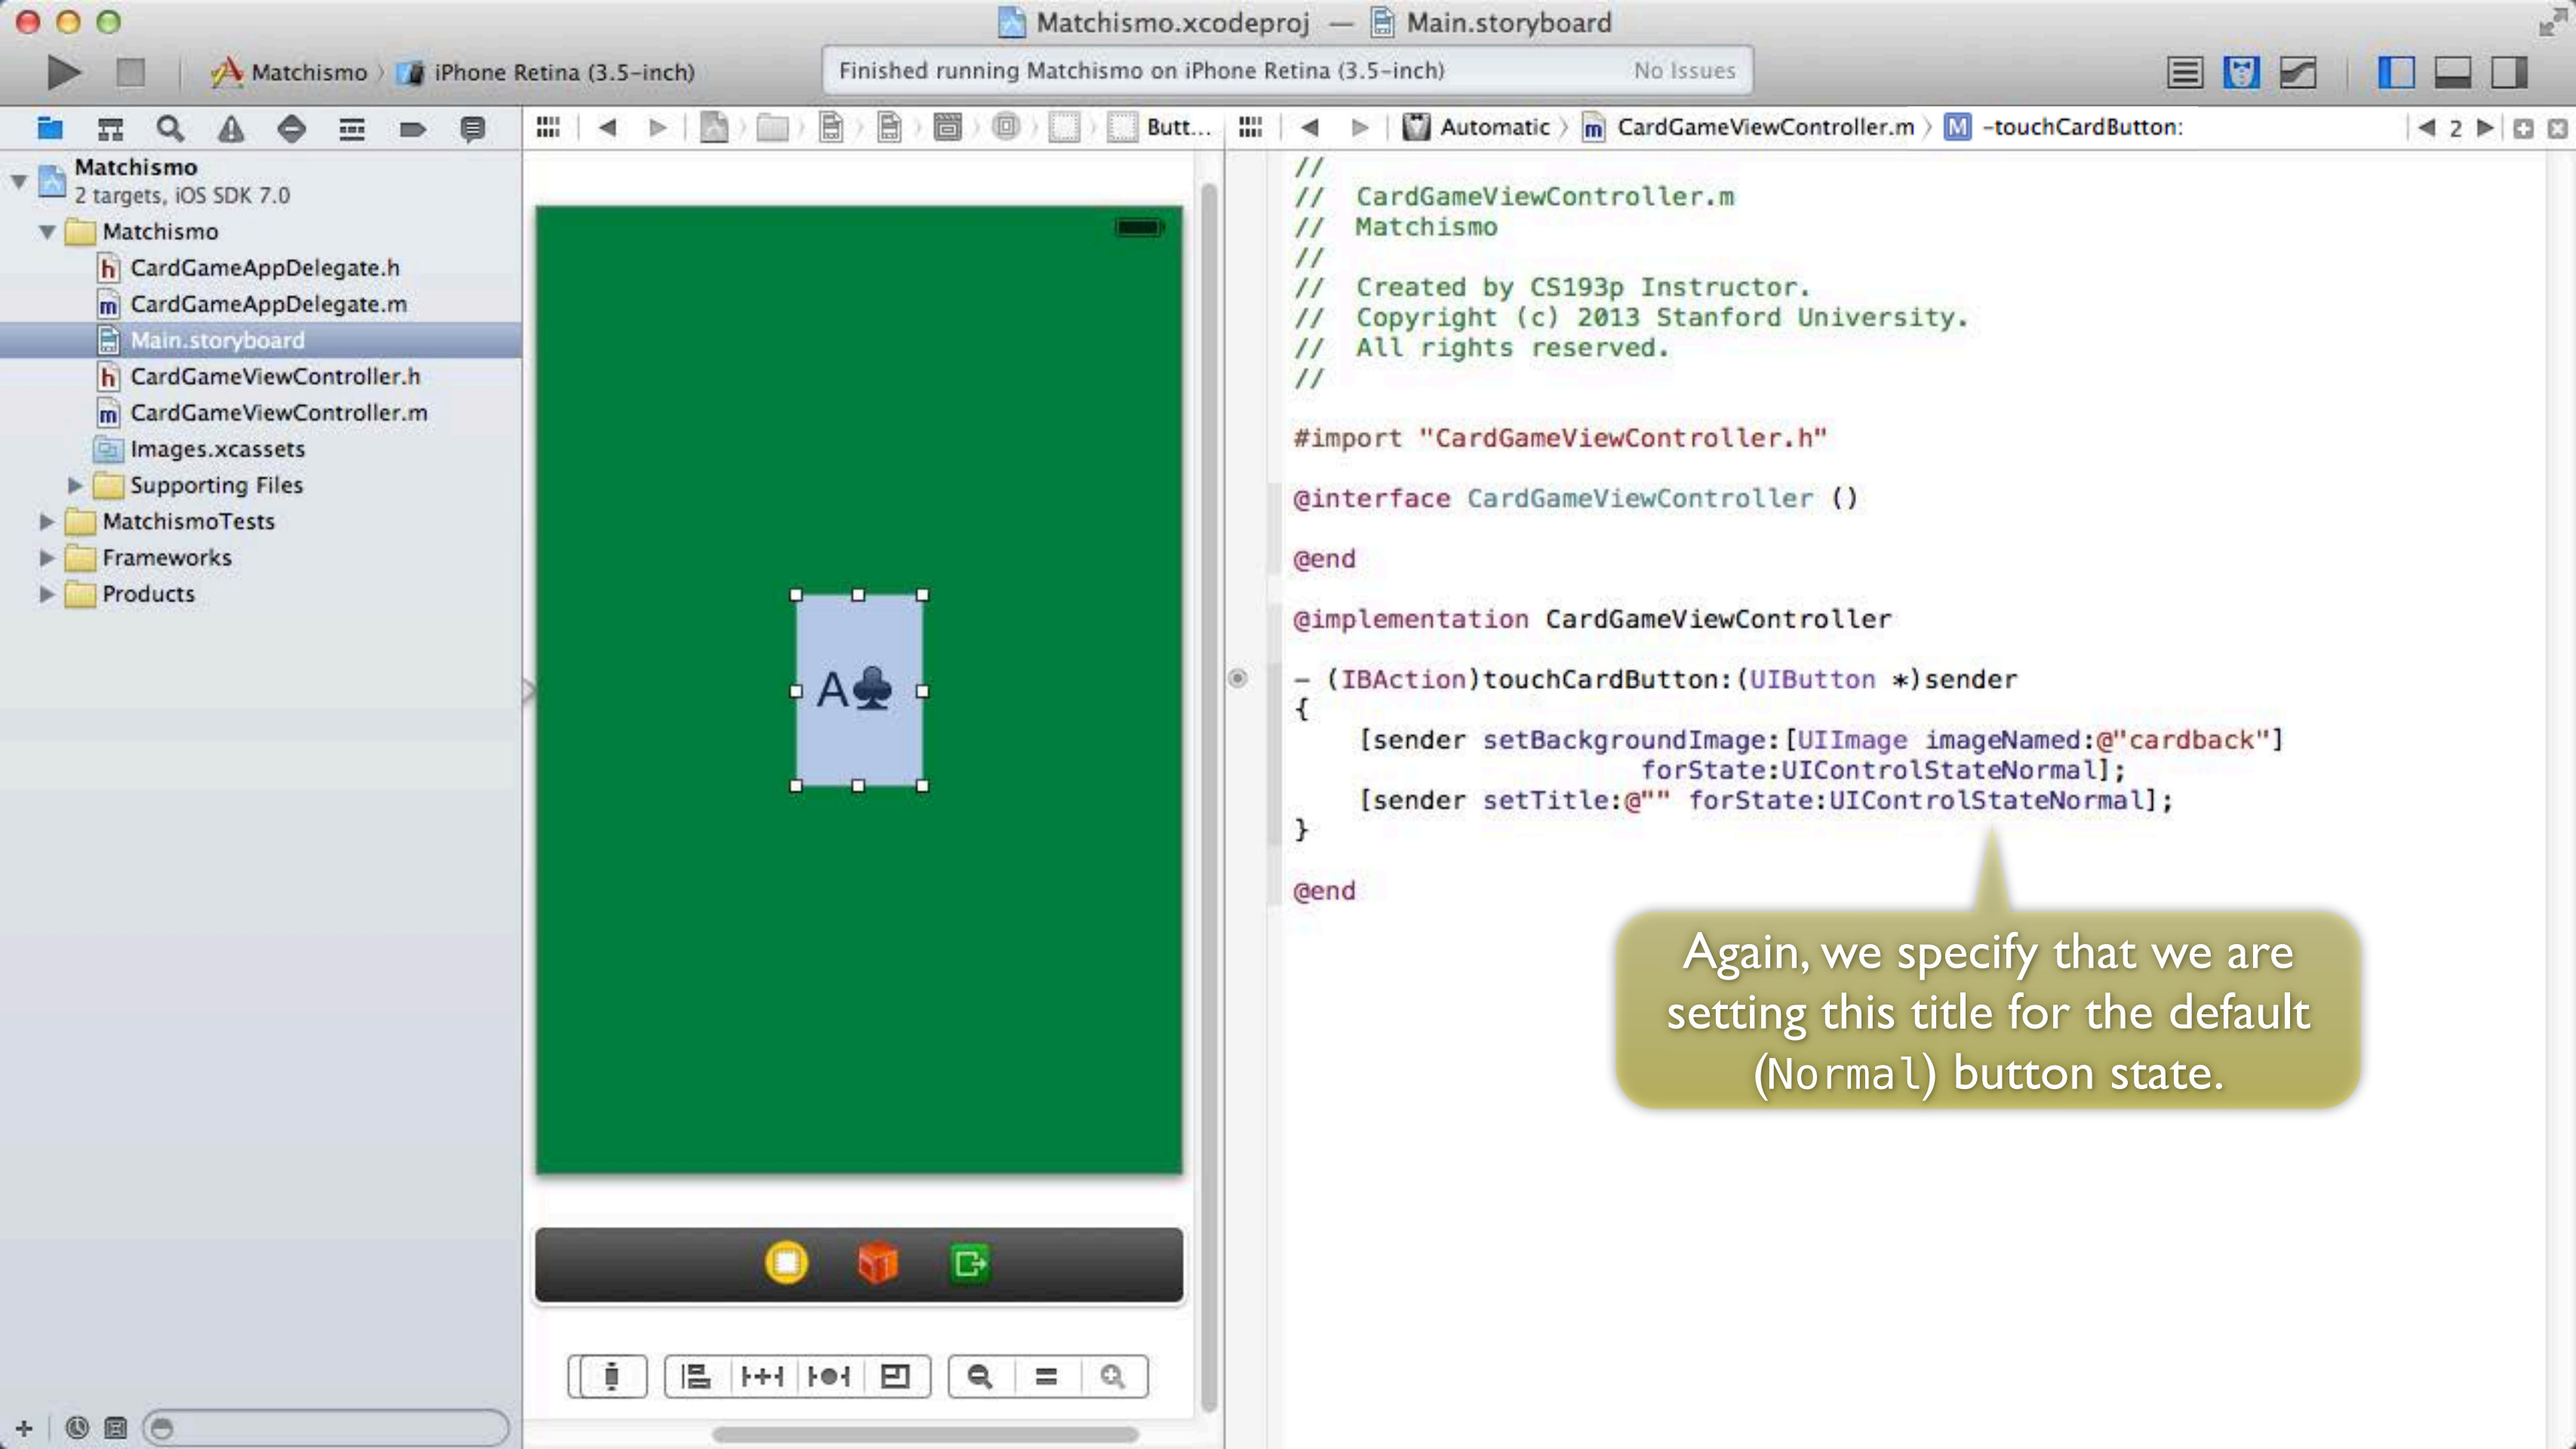 Matchismo.xcodeproj — Main.storyboard
Matchismo iPhone Retina (3.5-inch)
Finished running Matchismo on iPhone Retina (3.5-inch) No Issues
Butt...
Automatic CardGameViewController.m M -touchCardButton: 2
Matchismo
2 targets, iOS SDK 7.0
Matchismo
h CardGameAppDelegate.h
m CardGameAppDelegate.m
Main.storyboard
h CardGameViewController.h
m CardGameViewController.m
Images.xcassets
Supporting Files
MatchismoTests
Frameworks
Products
A♣
//
//  CardGameViewController.m
//  Matchismo
//
//  Created by CS193p Instructor.
//  Copyright (c) 2013 Stanford University.
//  All rights reserved.
//
#import "CardGameViewController.h"
@interface CardGameViewController ()
@end
@implementation CardGameViewController
- (IBAction)touchCardButton:(UIButton *)sender
{
    [sender setBackgroundImage:[UIImage imageNamed:@"cardback"]
                      forState:UIControlStateNormal];
    [sender setTitle:@"" forState:UIControlStateNormal];
}
@end
Again, we specify that we are
setting this title for the default
(Normal) button state.